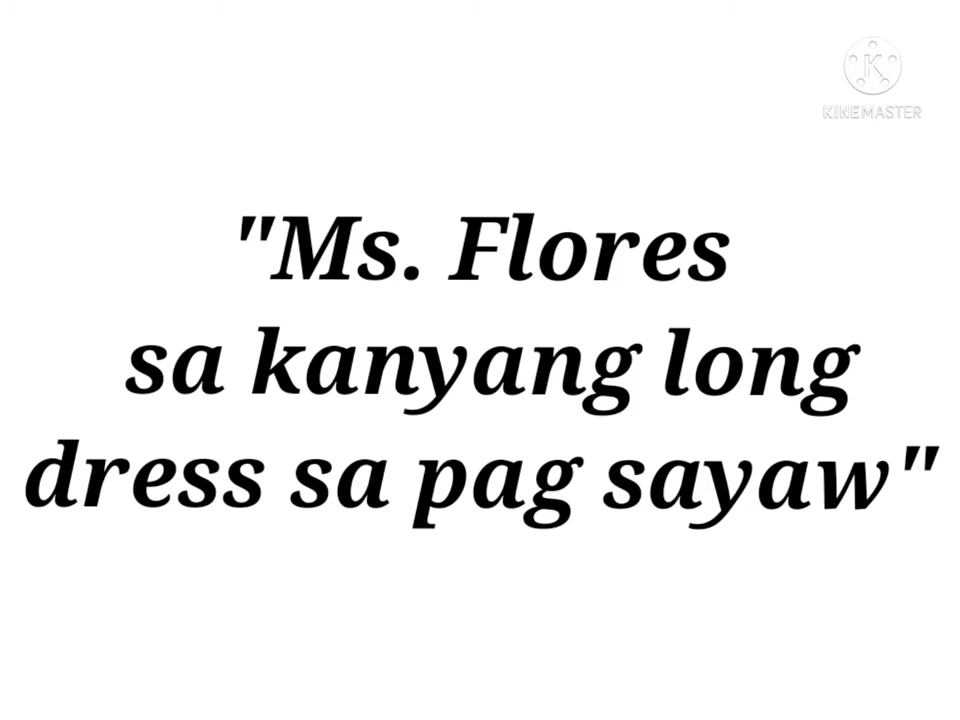 KINEMASTER
"Ms. Flores
sa kanyang long
dress sa pag sayaw"